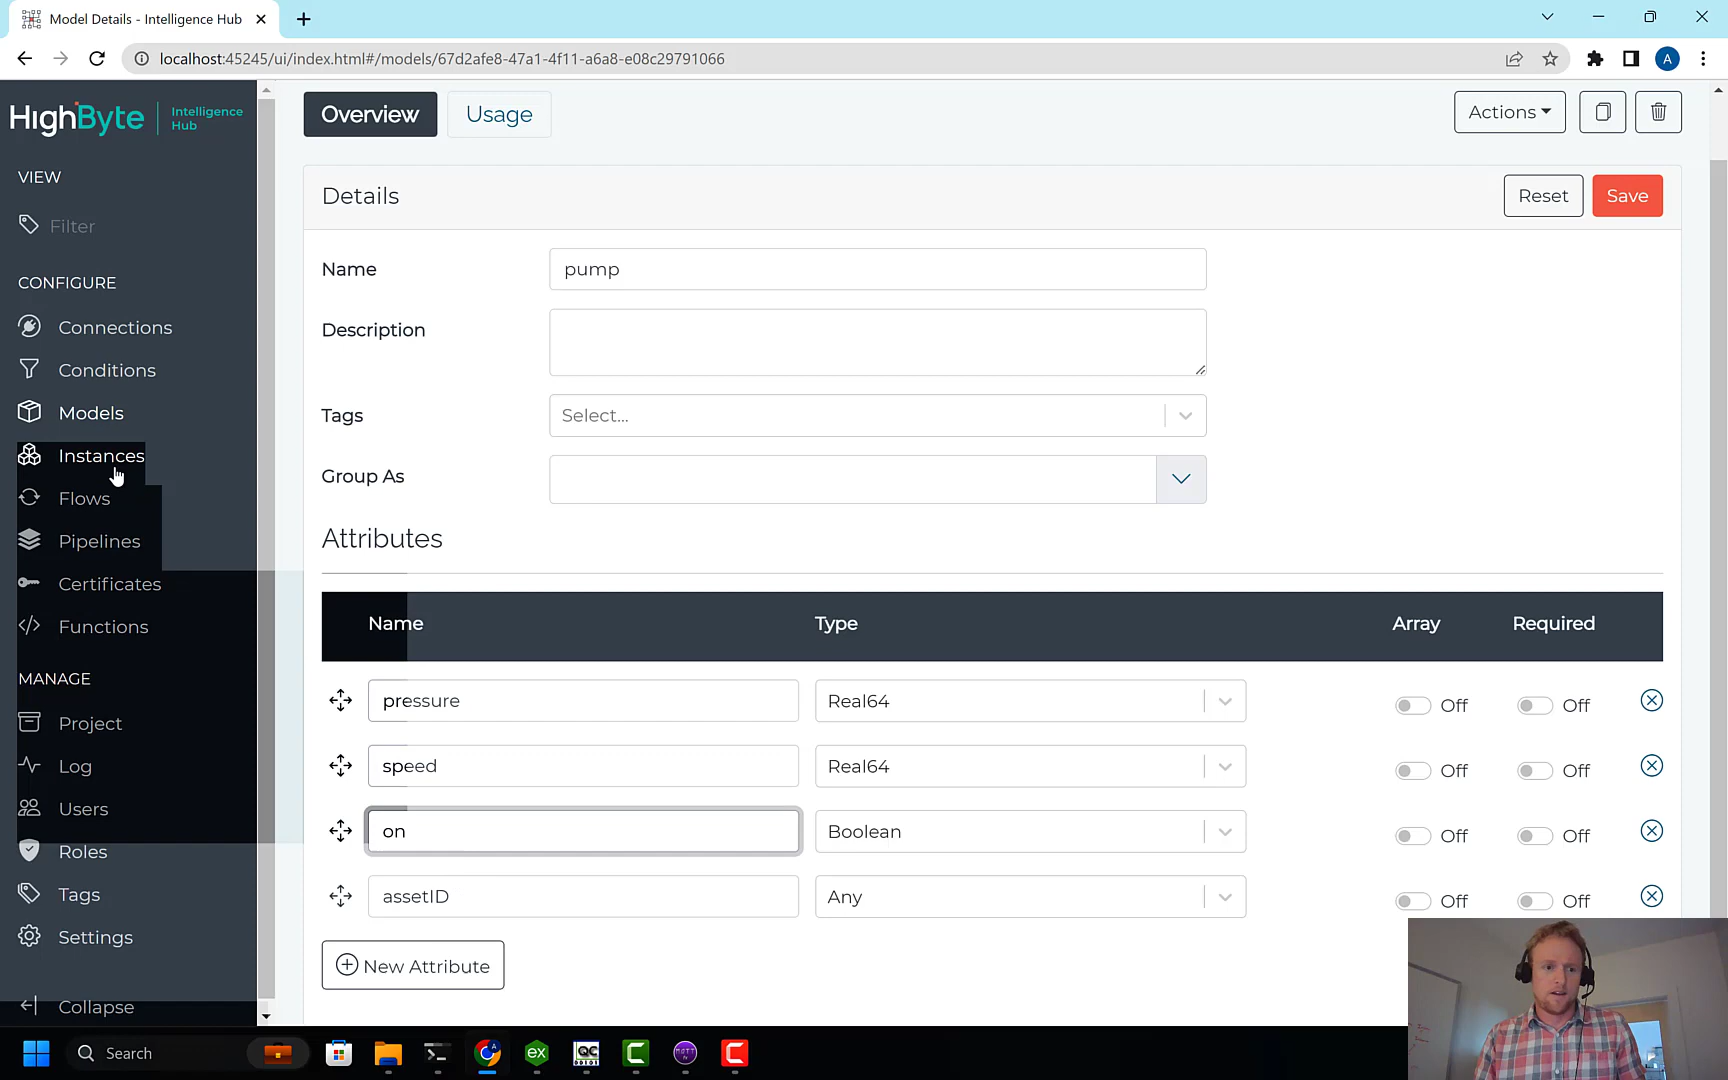 Model Details - Intelligence Hub
localhost:45245/ui/index.html#/models/67d2afe8-47a1-4f11-a6a8-e08c29791066
A
HighByte
Intelligence
Hub
VIEW
Filter
CONFIGURE
Connections
Conditions
Models
Instances
Flows
Pipelines
Certificates
Functions
MANAGE
Project
Log
Users
Roles
Tags
Settings
Collapse
Overview
Usage
Actions
Details
Reset
Save
Name
pump
Description
Tags
Select...
Group As
Attributes
Name Type Array Required
pressure Real64 Off Off
speed Real64 Off Off
on Boolean Off Off
assetID Any Off Off
New Attribute
Search
A
ex
QC
C
C